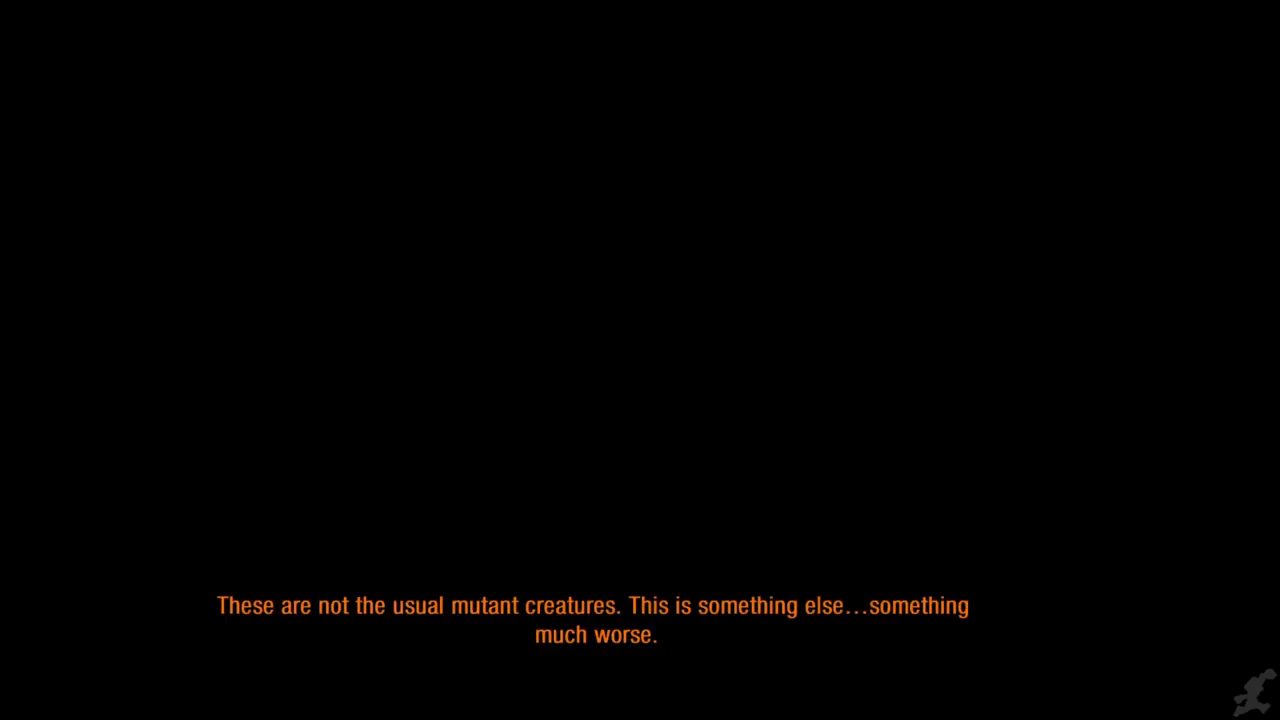 These are not the usual mutant creatures. This is something else…something
much worse.